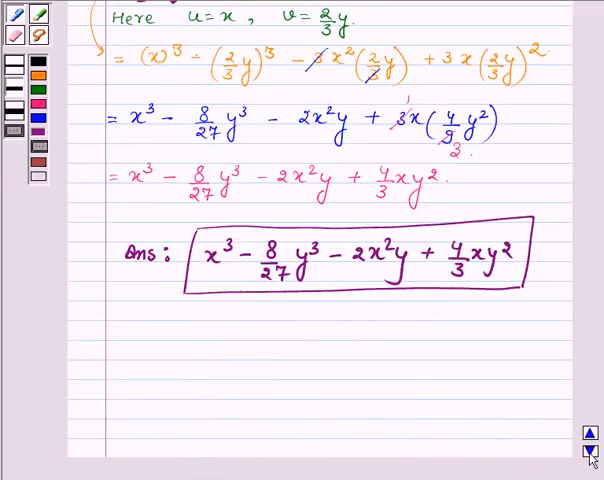 Here u = x , v = 2/3 y.
= (x)³ - (2/3 y)³ - 3x²(2/3 y) + 3x(2/3 y)².
= x³ - 8/27 y³ - 2x²y + 3x(4/9 y²)
1
3.
= x³ - 8/27 y³ - 2x²y + 4/3 xy².
Ans : x³ - 8/27 y³ - 2x²y + 4/3 xy²